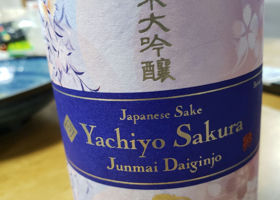 米大吟醸
Japanese Sake
Yachiyo Sakura
Junmai Daiginjo